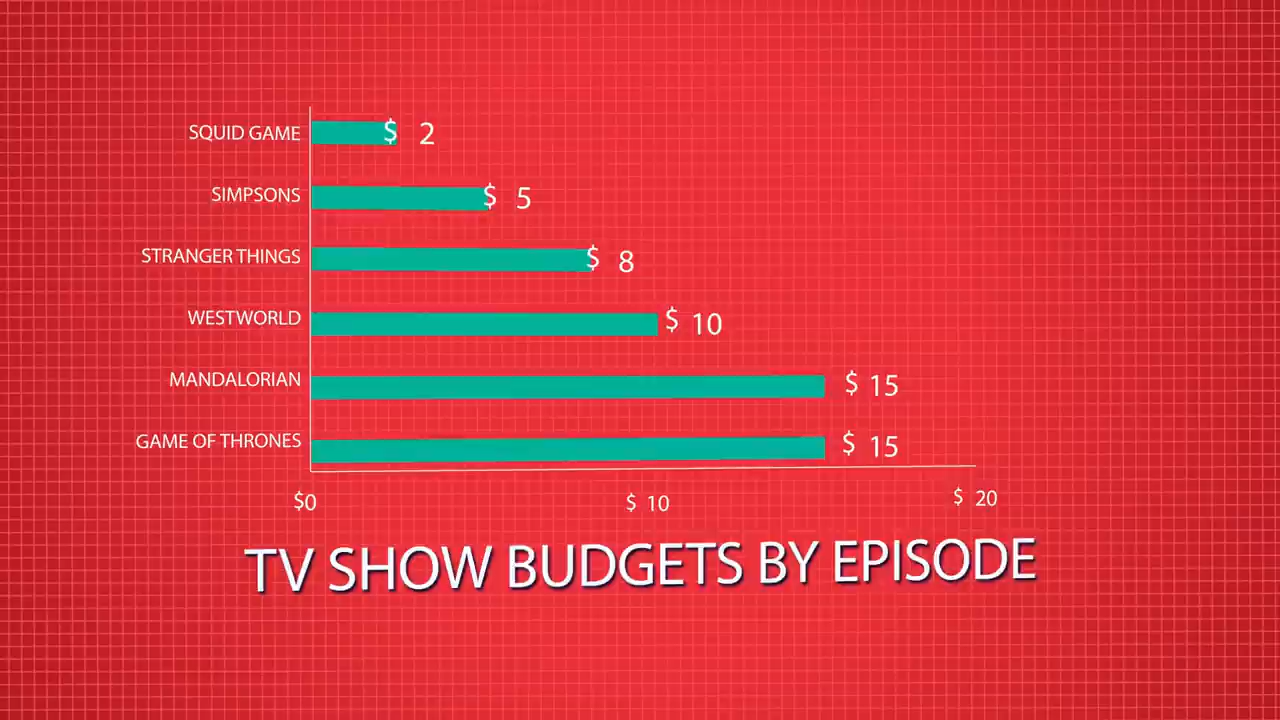 SQUID GAME $ 2
SIMPSONS $ 5
STRANGER THINGS $ 8
WESTWORLD $ 10
MANDALORIAN $ 15
GAME OF THRONES $ 15
$0 $ 10 $ 20
TV SHOW BUDGETS BY EPISODE